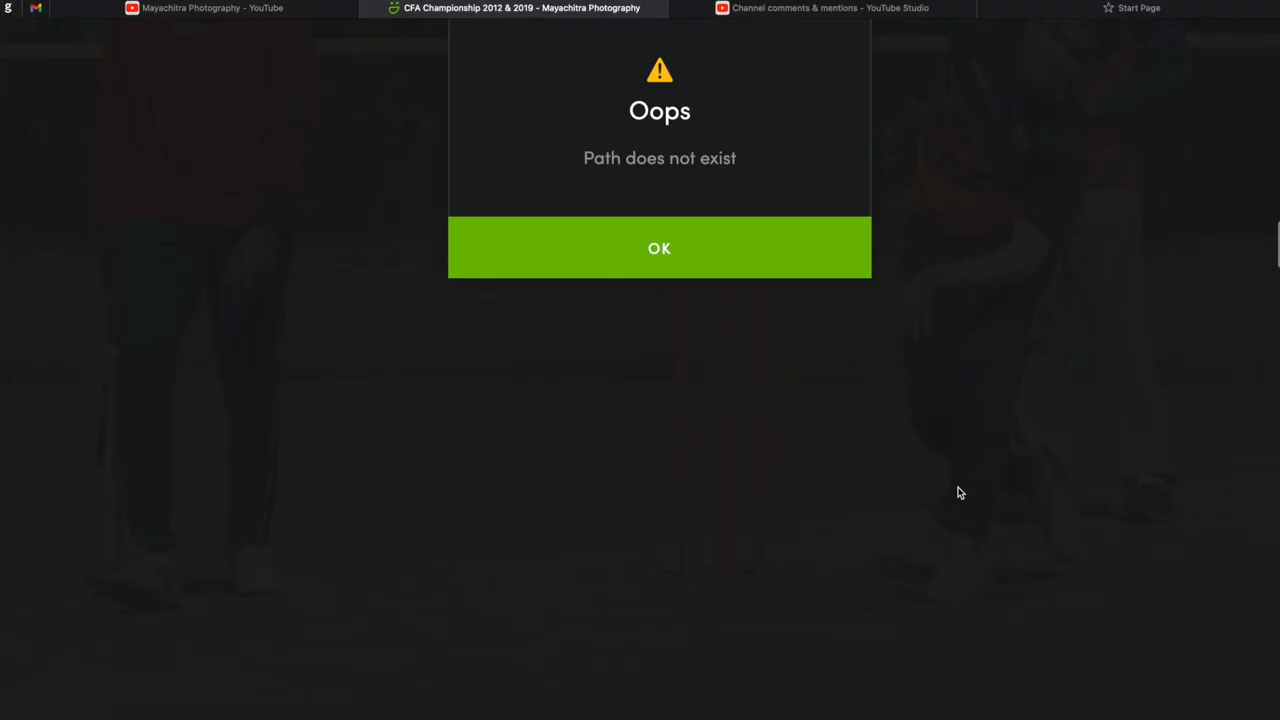 g
Mayachitra Photography - YouTube
CFA Championship 2012 & 2019 - Mayachitra Photography
Channel comments & mentions - YouTube Studio
Start Page
Oops
Path does not exist
OK